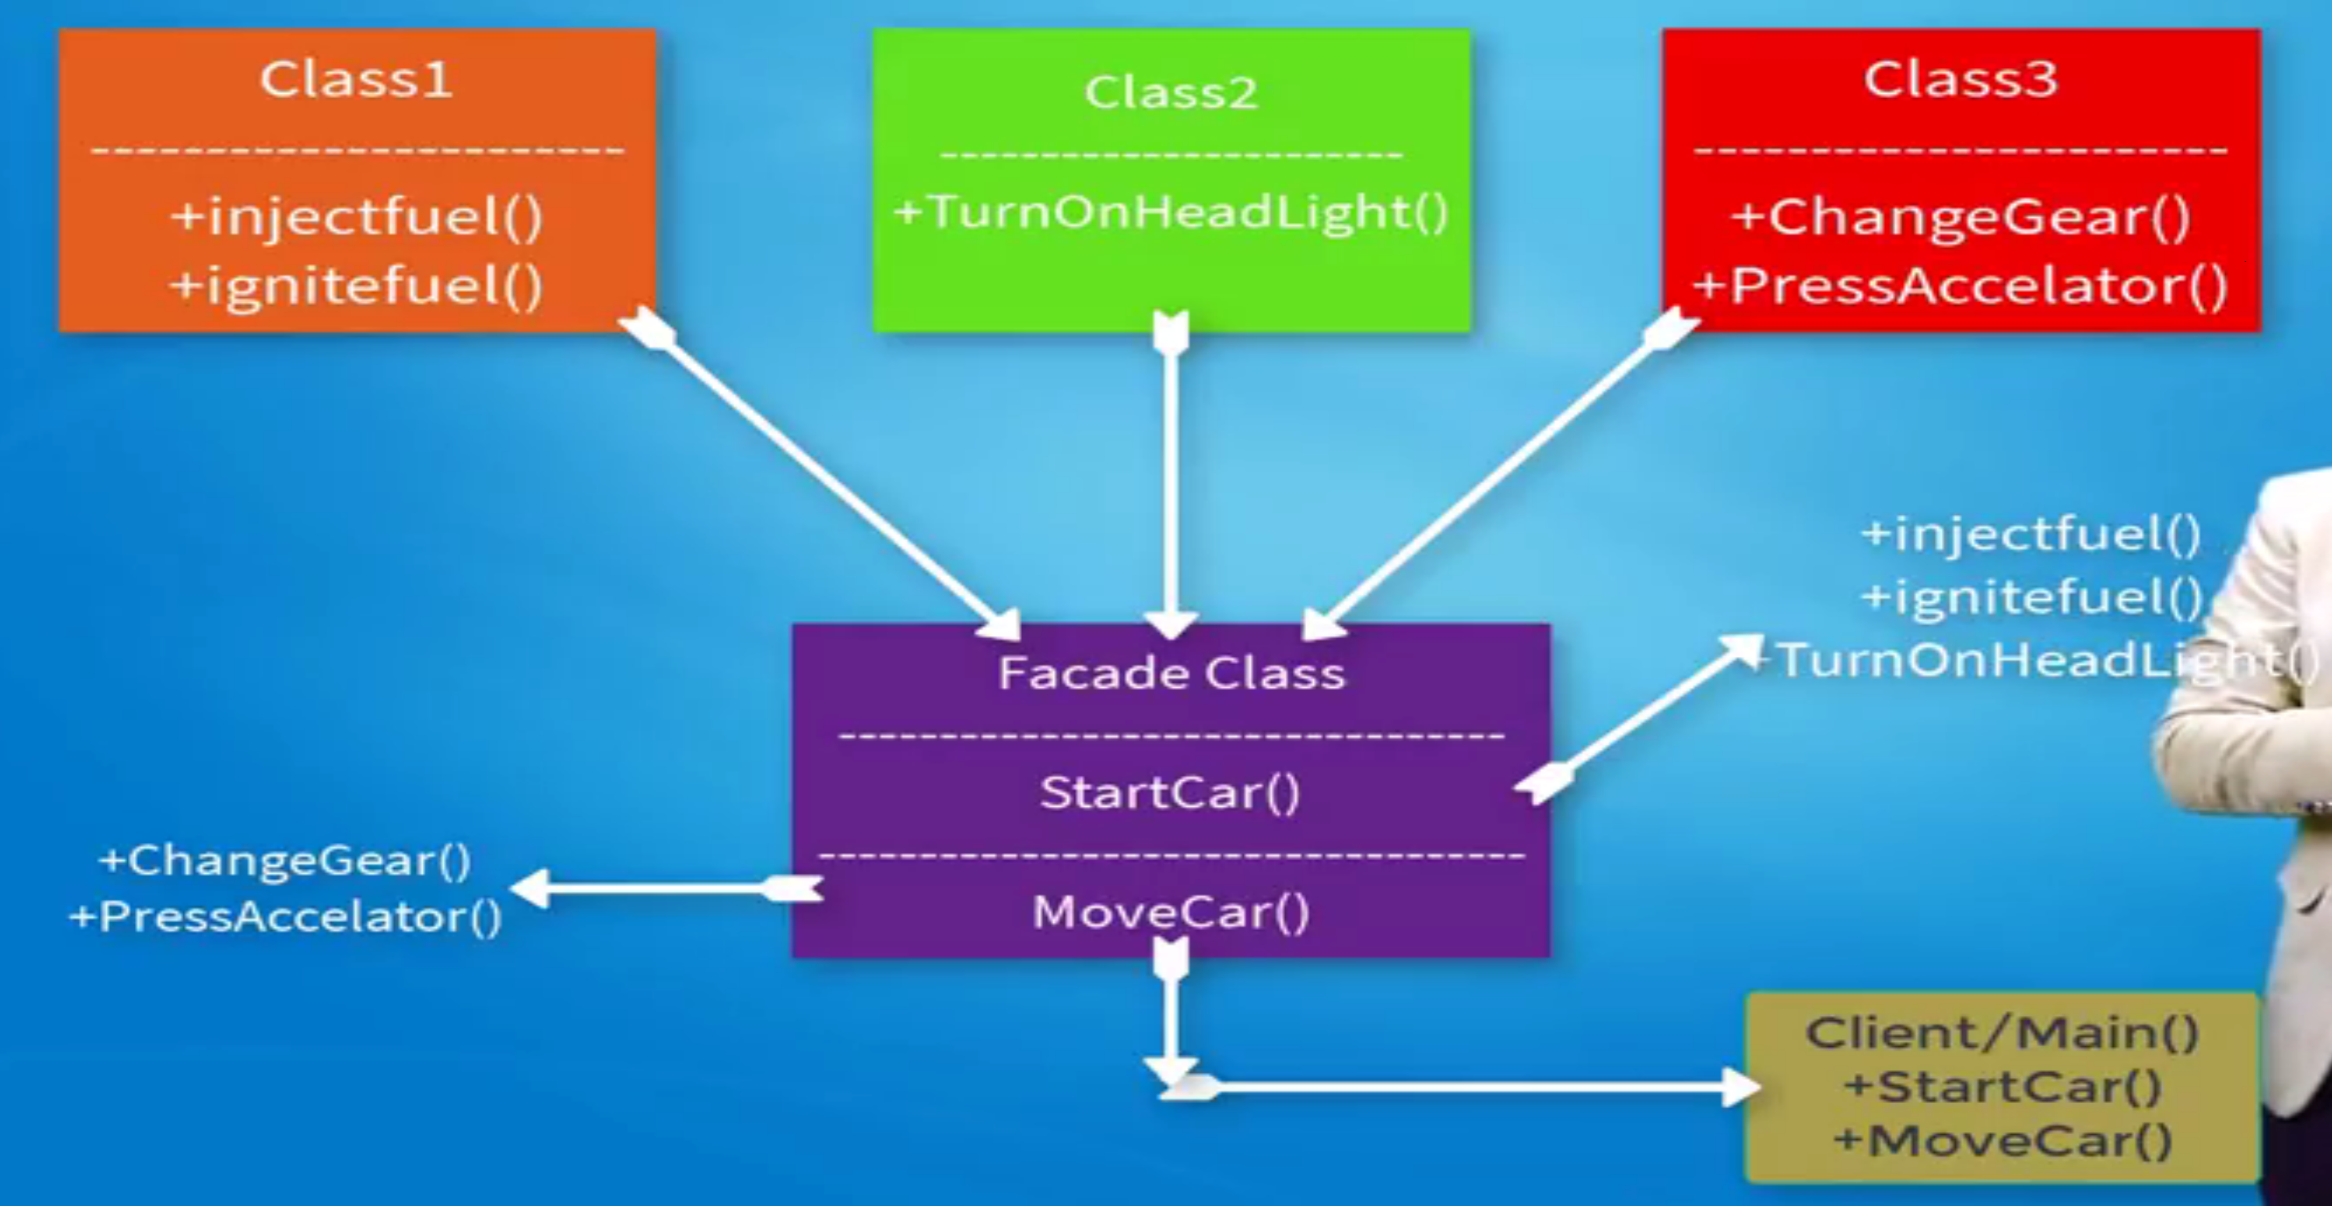 Class1
------------------------
+injectfuel()
+ignitefuel()
Class2
-----------------------
+TurnOnHeadLight()
Class3
------------------------
+ChangeGear()
+PressAccelator()
Facade Class
---------------------------------
StartCar()
-----------------------------------
MoveCar()
+injectfuel()
+ignitefuel()
+TurnOnHeadLight()
+ChangeGear()
+PressAccelator()
Client/Main()
+StartCar()
+MoveCar()